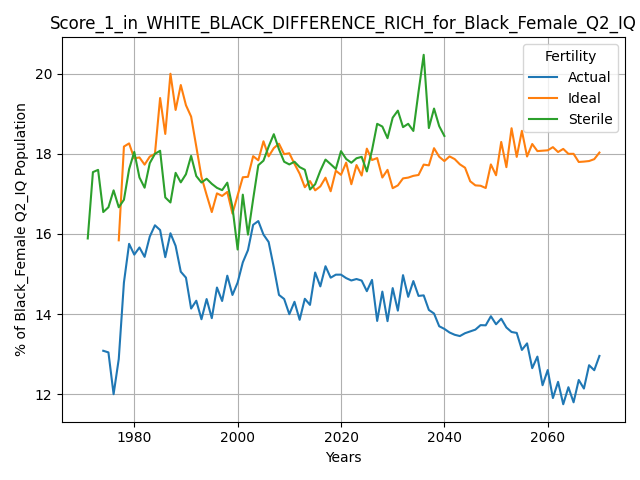 Score_1_in_WHITE_BLACK_DIFFERENCE_RICH_for_Black_Female_Q2_IQ
% of Black_Female Q2_IQ Population
20
18
16
14
12
Fertility
Actual
Ideal
Sterile
1980
2000
2020
2040
2060
Years